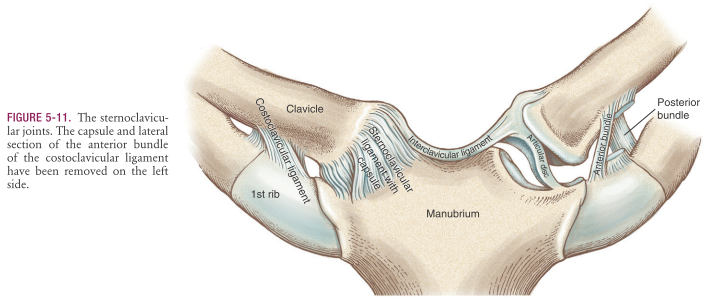 FIGURE 5-11. The sternoclavicu-
lar joints. The capsule and lateral
section of the anterior bundle
of the costoclavicular ligament
have been removed on the left
side.
Clavicle
Costoclavicular ligament
1st rib
Sternoclavicular
ligament with
capsule
Interclavicular ligament
Articular disc
Manubrium
Anterior bundle
Posterior
bundle